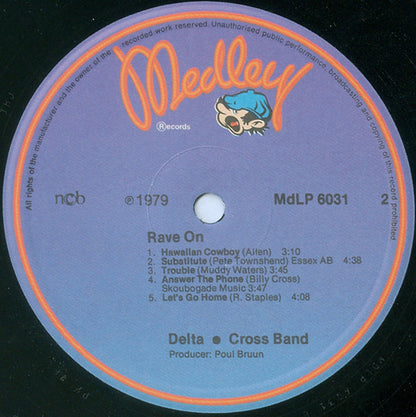 All rights of the manufacturer and the owner of the recorded work reserved. Unauthorised public performance, broadcasting and copying of this record prohibited.
Medley
®ecords
ncb
℗ 1979
MdLP 6031 2
Rave On
1. Hawaiian Cowboy (Allen) 3:10
2. Substitute (Pete Townshend) Essex AB 4:38
3. Trouble (Muddy Waters) 3:45
4. Answer The Phone (Billy Cross)
Skoubogade Music 3:47
5. Let's Go Home (R. Staples) 4:08
Delta ● Cross Band
Producer: Poul Bruun